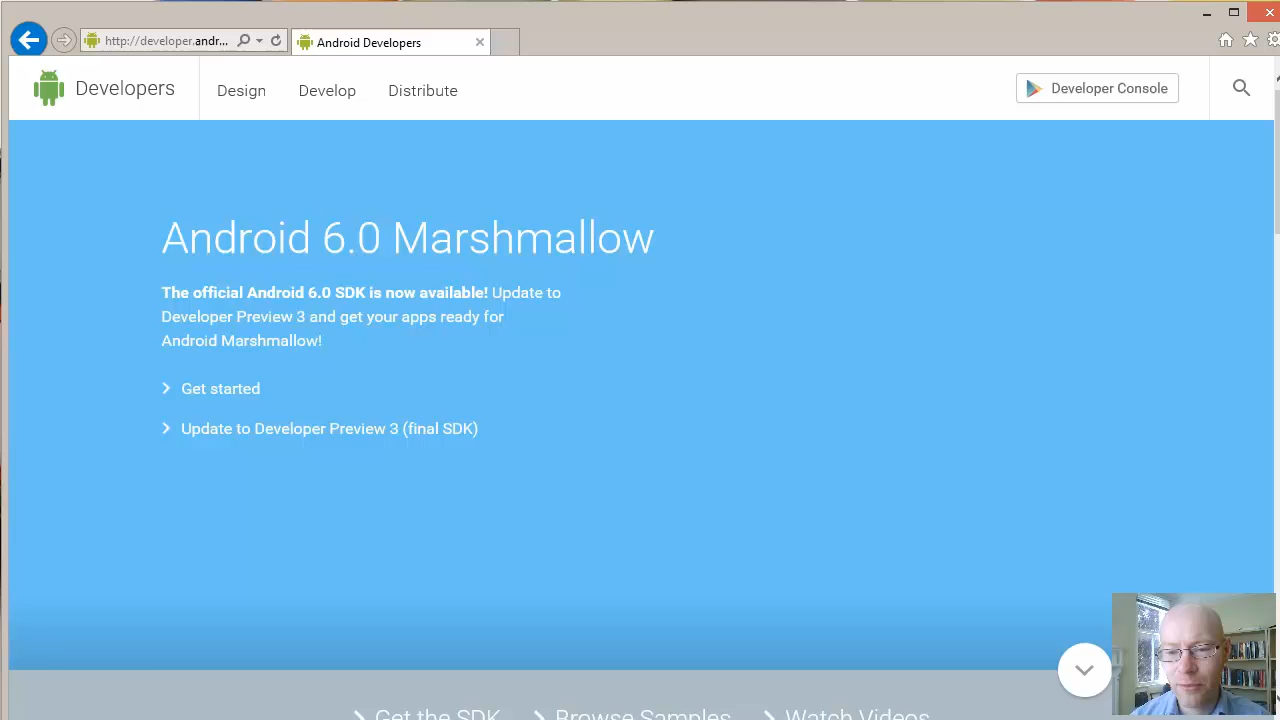 http://developer.andr...
Android Developers
Developers
Design
Develop
Distribute
Developer Console
Android 6.0 Marshmallow
The official Android 6.0 SDK is now available! Update to
Developer Preview 3 and get your apps ready for
Android Marshmallow!
Get started
Update to Developer Preview 3 (final SDK)
Get the SDK
Browse Samples
Watch Videos